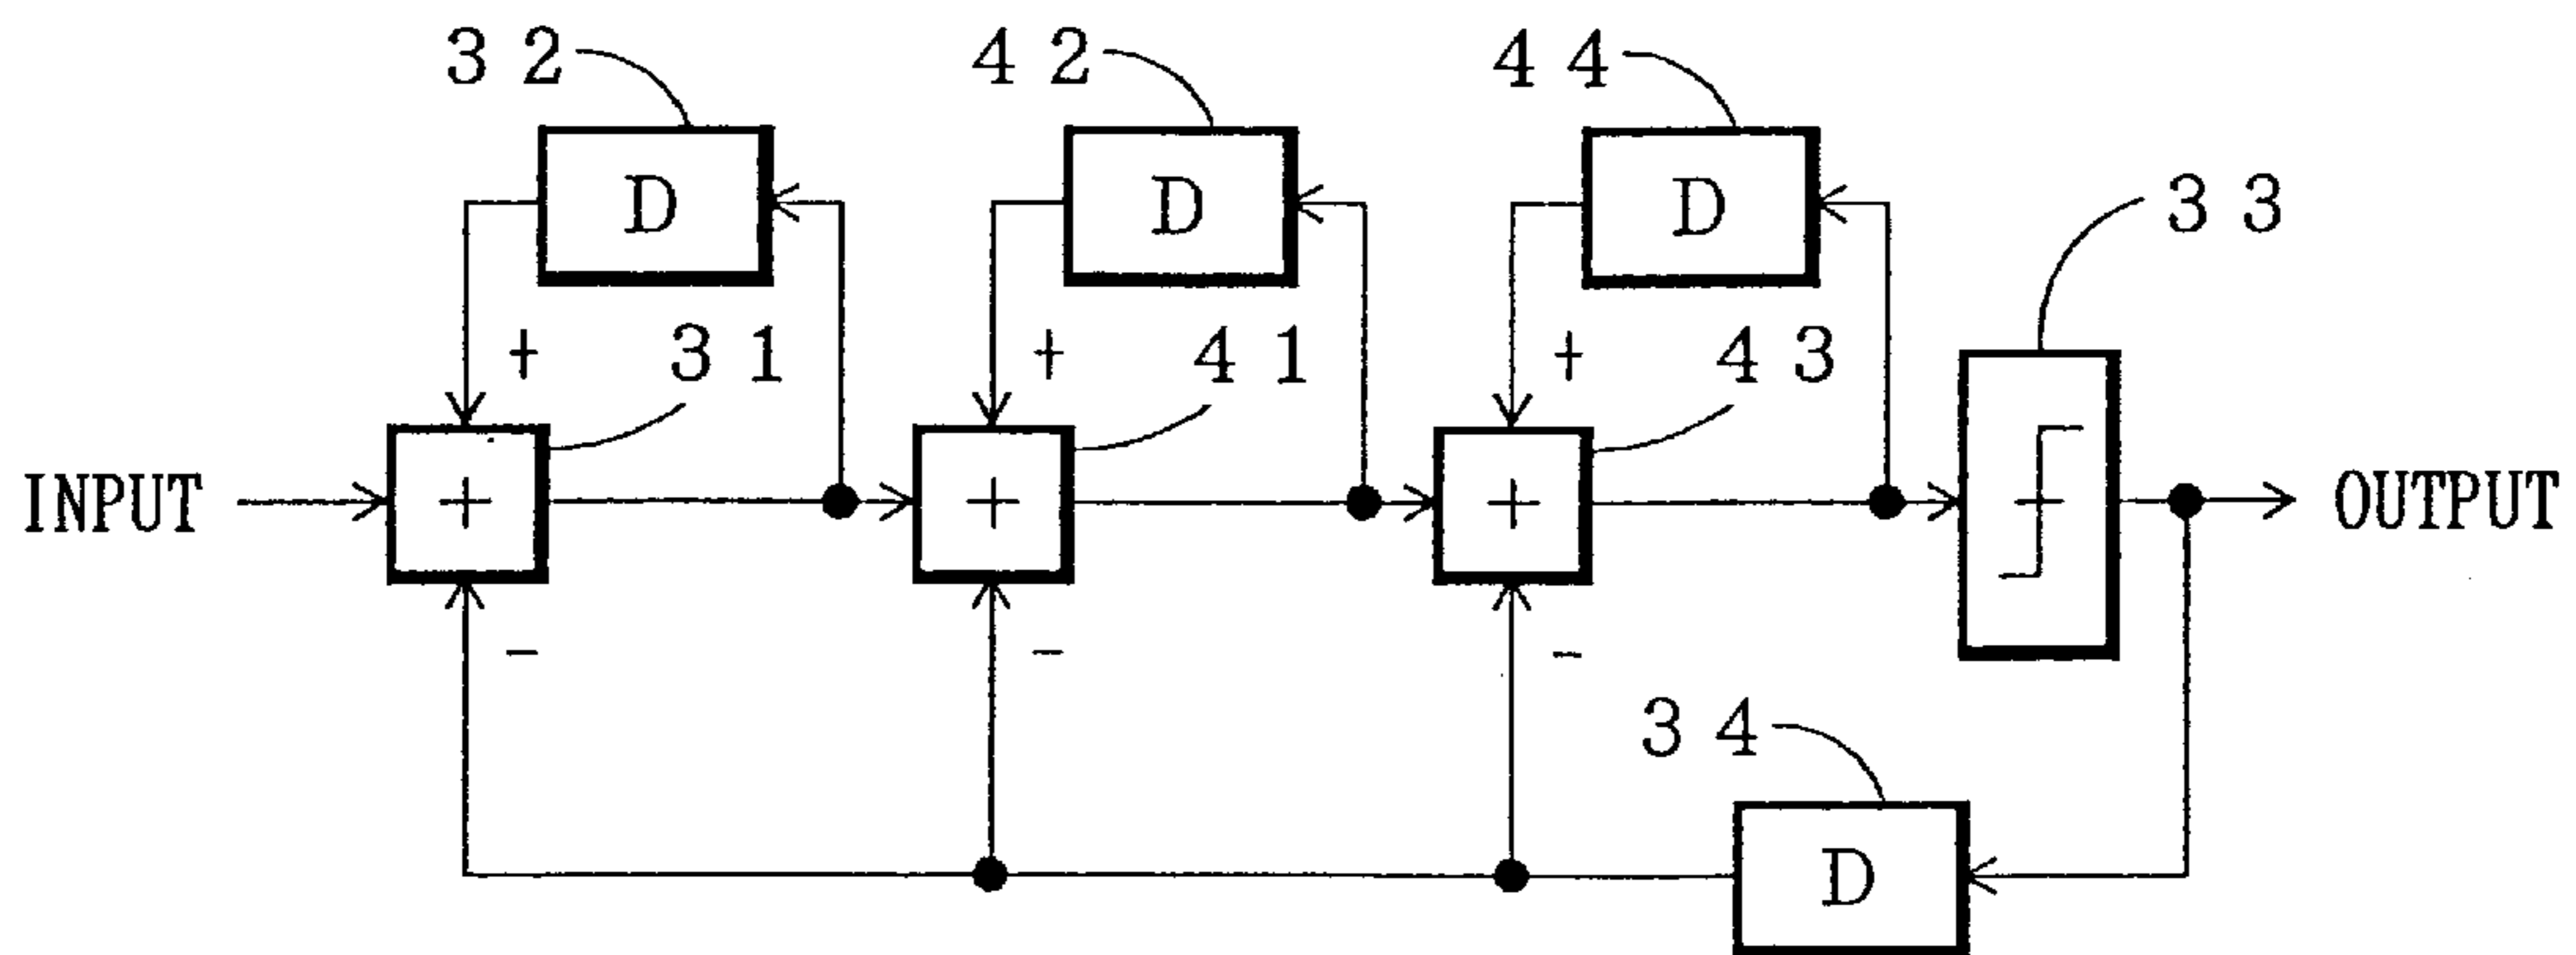 32 42 44
D D D 33
+ 31 + 41 + 43
INPUT + + + OUTPUT
- - -
34
D